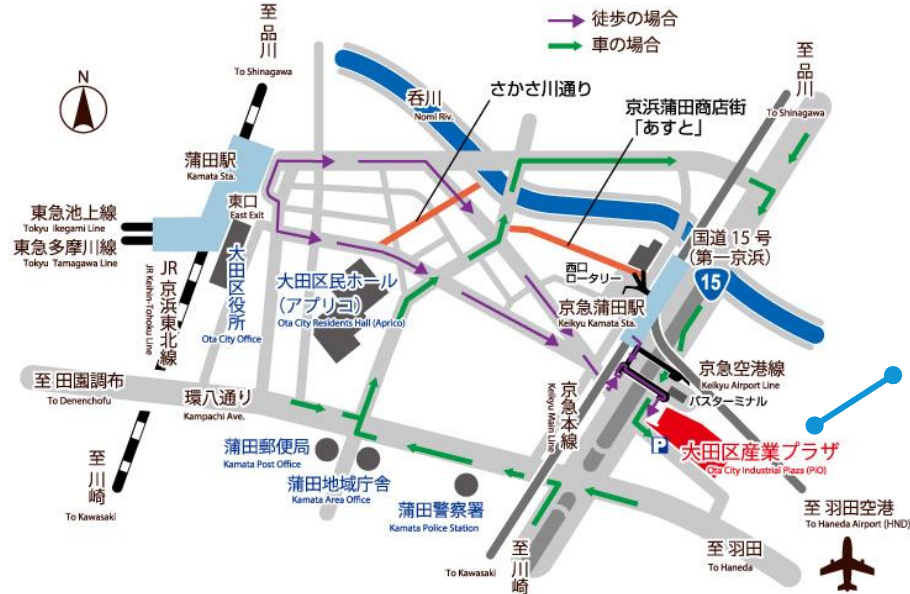 徒歩の場合
車の場合
N
至品川
To Shinagawa
呑川
Nomi Riv.
さかさ川通り
京浜蒲田商店街
「あすと」
至品川
To Shinagawa
蒲田駅
Kamata Sta.
東口
East Exit
東急池上線
Tokyu Ikegami Line
東急多摩川線
Tokyu Tamagawa Line
JR京浜東北線
JR Keihin-Tohoku Line
大田区役所
Ota City Office
大田区民ホール
(アプリコ)
Ota City Residents Hall (Aprico)
西口
ロータリー
京急蒲田駅
Keikyu Kamata Sta.
国道15号
(第一京浜)
15
至 田園調布
To Denenchofu
環八通り
Kampachi Ave.
京急本線
Keikyu Main Line
京急空港線
Keikyu Airport Line
バスターミナル
P
大田区産業プラザ
Ota City Industrial Plaza (PiO)
蒲田郵便局
Kamata Post Office
蒲田地域庁舎
Kamata Area Office
蒲田警察署
Kamata Police Station
至川崎
To Kawasaki
To Kawasaki
至川崎
至 羽田
To Haneda
至 羽田空港
To Haneda Airport (HND)